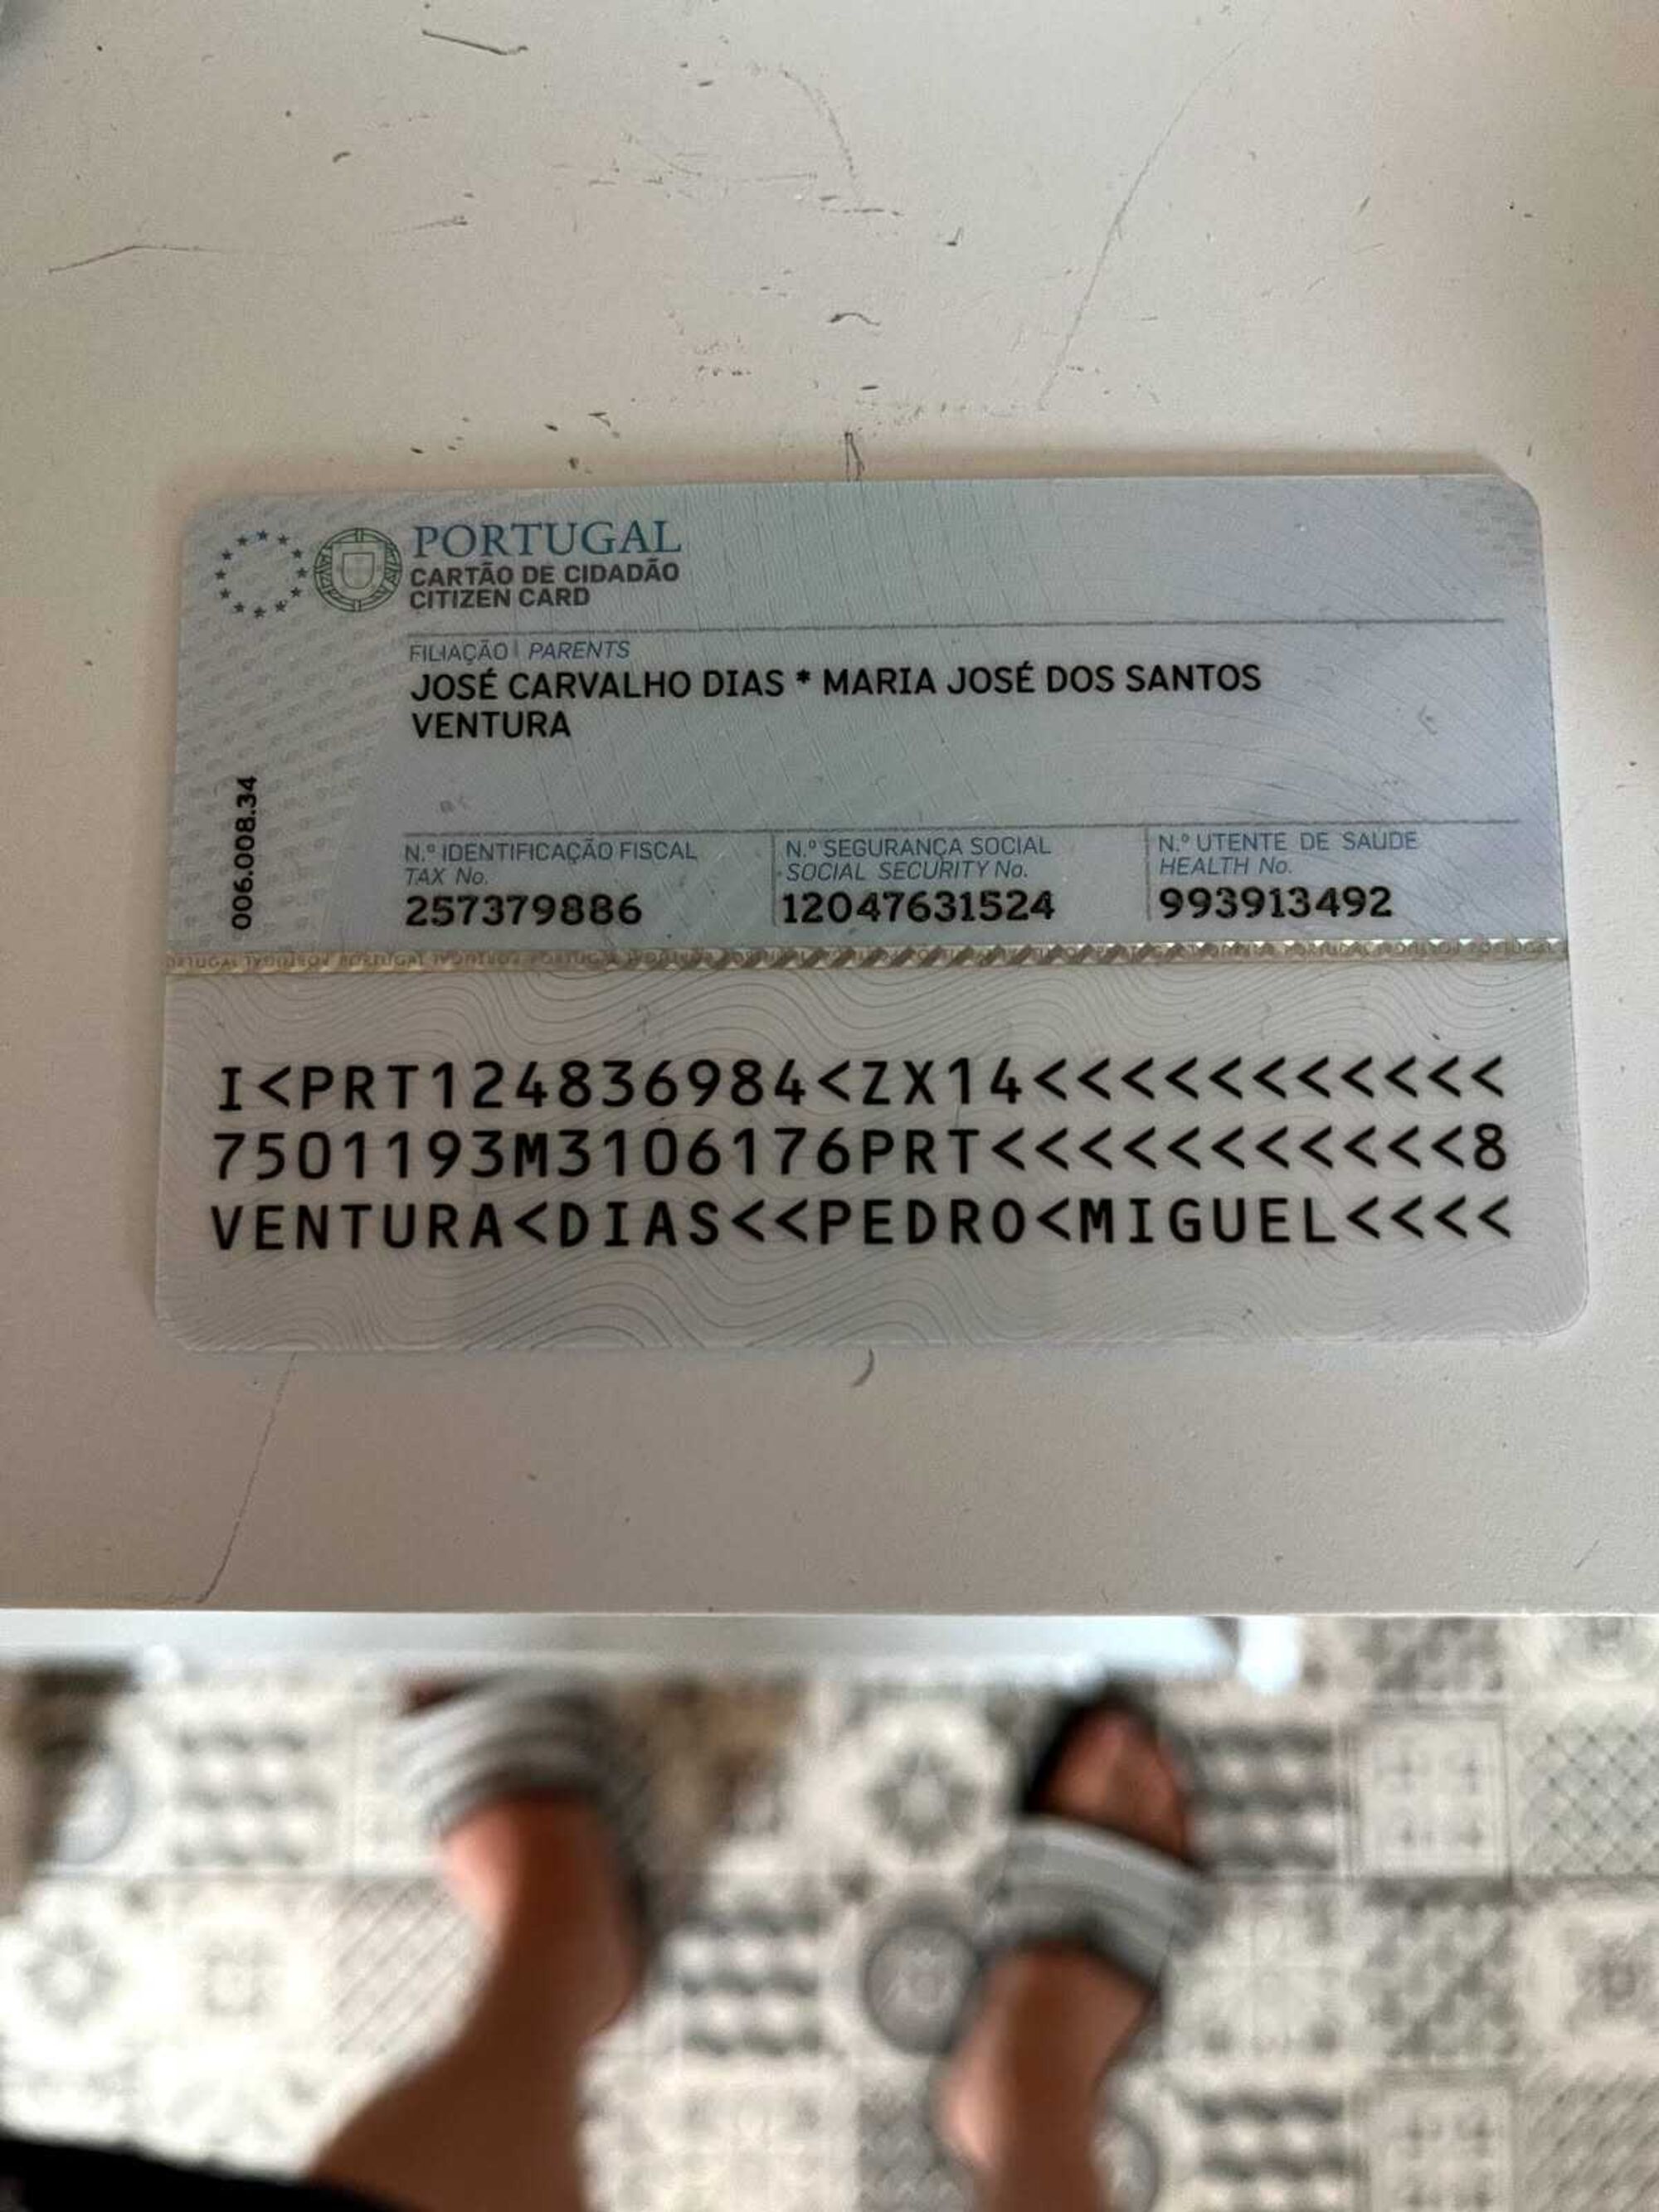 PORTUGAL
CARTÃO DE CIDADÃO
CITIZEN CARD
FILIAÇÃO | PARENTS
JOSÉ CARVALHO DIAS * MARIA JOSÉ DOS SANTOS
VENTURA
006.008.34
N.º IDENTIFICAÇÃO FISCAL
TAX No.
257379886
N.º SEGURANÇA SOCIAL
SOCIAL SECURITY No.
12047631524
N.º UTENTE DE SAÚDE
HEALTH No.
993913492
I<PRT124836984<ZX14<<<<<<<<<<<
7501193M3106176PRT<<<<<<<<<<<8
VENTURA<DIAS<<PEDRO<MIGUEL<<<<